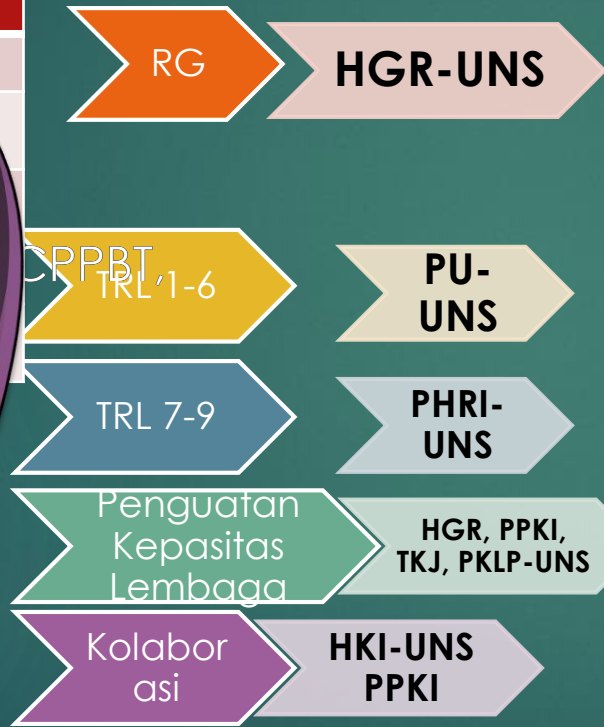 RG
HGR-UNS
CPPBT,
TRL 1-6
PU-
UNS
TRL 7-9
PHRI-
UNS
Penguatan
Kepasitas
Lembaga
HGR, PPKI,
TKJ, PKLP-UNS
Kolabor
asi
HKI-UNS
PPKI